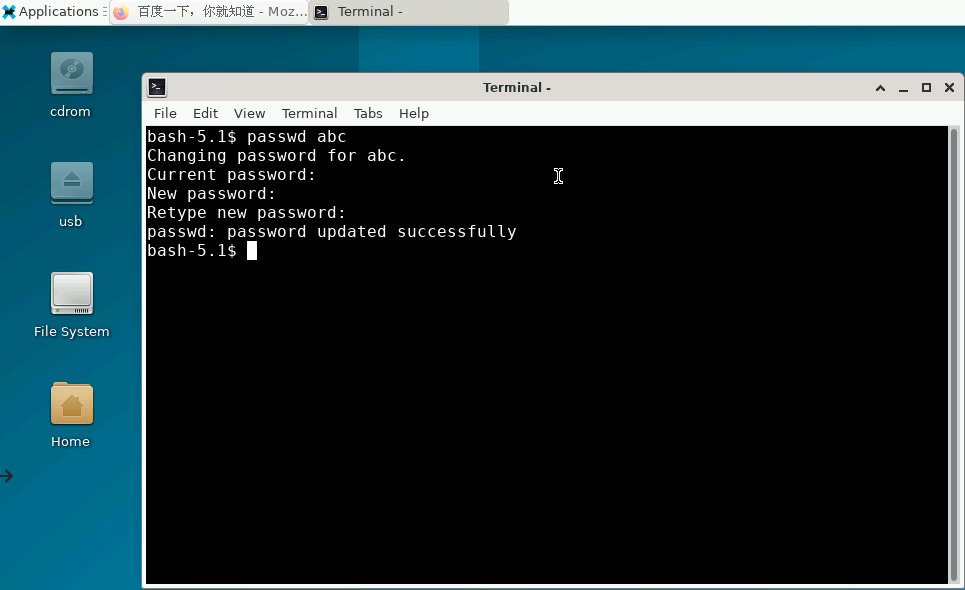 Applications
百度一下，你就知道 - Moz...
Terminal -
cdrom
usb
File System
Home
Terminal -
File Edit View Terminal Tabs Help
bash-5.1$ passwd abc
Changing password for abc.
Current password:
New password:
Retype new password:
passwd: password updated successfully
bash-5.1$